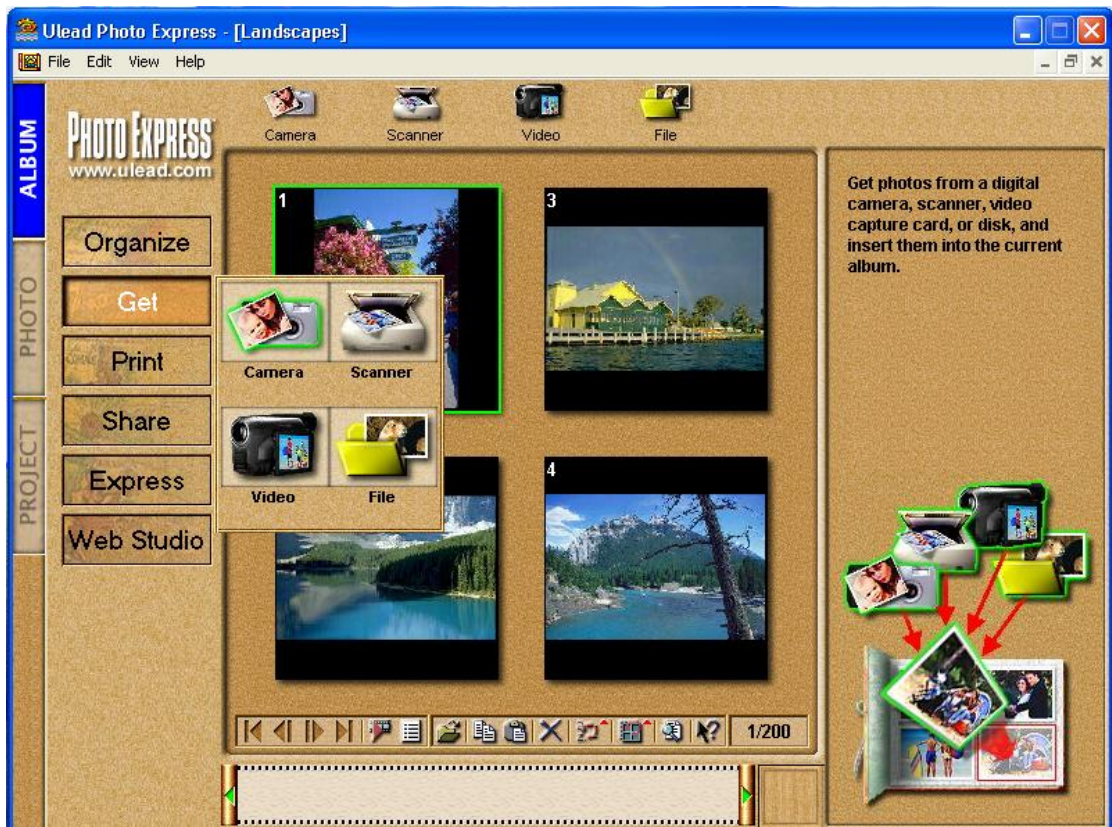 Ulead Photo Express - [Landscapes]
File Edit View Help
ALBUM
PHOTO
PROJECT
PHOTO EXPRESS
www.ulead.com
Camera
Scanner
Video
File
Organize
Get
Print
Share
Express
Web Studio
1
3
4
Camera
Scanner
Video
File
1/200
Get photos from a digital
camera, scanner, video
capture card, or disk, and
insert them into the current
album.